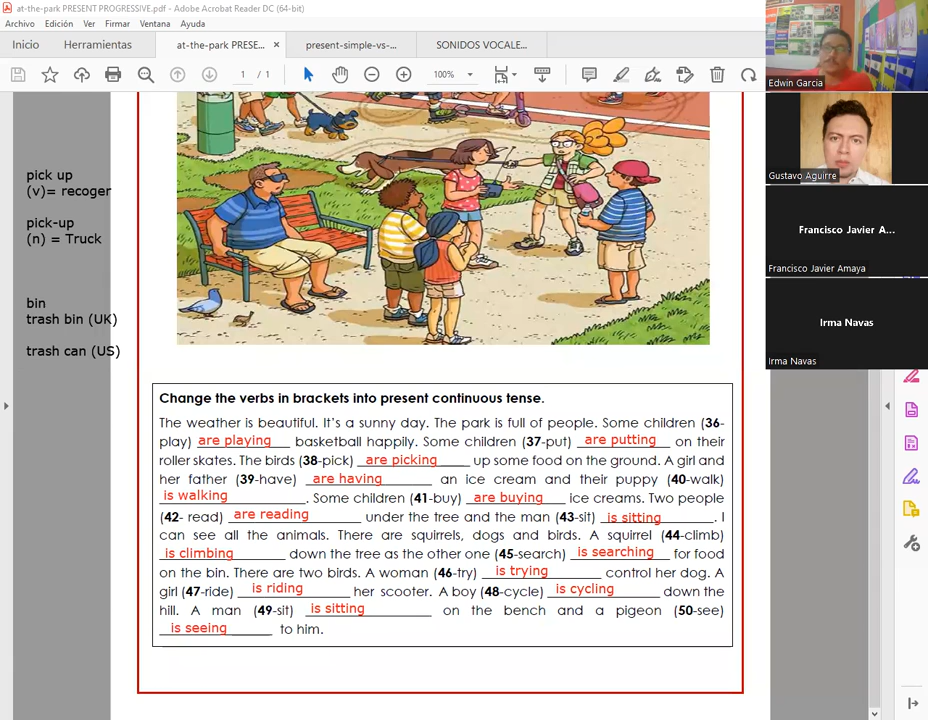 at-the-park PRESENT PROGRESSIVE.pdf - Adobe Acrobat Reader DC (64-bit)
Archivo Edición Ver Firmar Ventana Ayuda
Inicio Herramientas at-the-park PRESE... × present-simple-vs-... SONIDOS VOCALE...
1 / 1 100%
Edwin Garcia
Gustavo Aguirre
Francisco Javier A...
Francisco Javier Amaya
Irma Navas
Irma Navas
pick up
(v)= recoger
pick-up
(n) = Truck
bin
trash bin (UK)
trash can (US)
Change the verbs in brackets into present continuous tense.
The weather is beautiful. It's a sunny day. The park is full of people. Some children (36-
play) are playing basketball happily. Some children (37-put) are putting on their
roller skates. The birds (38-pick) are picking up some food on the ground. A girl and
her father (39-have) are having an ice cream and their puppy (40-walk)
is walking. Some children (41-buy) are buying ice creams. Two people
(42- read) are reading under the tree and the man (43-sit) is sitting. I
can see all the animals. There are squirrels, dogs and birds. A squirrel (44-climb)
is climbing down the tree as the other one (45-search) is searching for food
on the bin. There are two birds. A woman (46-try) is trying control her dog. A
girl (47-ride) is riding her scooter. A boy (48-cycle) is cycling down the
hill. A man (49-sit) is sitting on the bench and a pigeon (50-see)
is seeing to him.